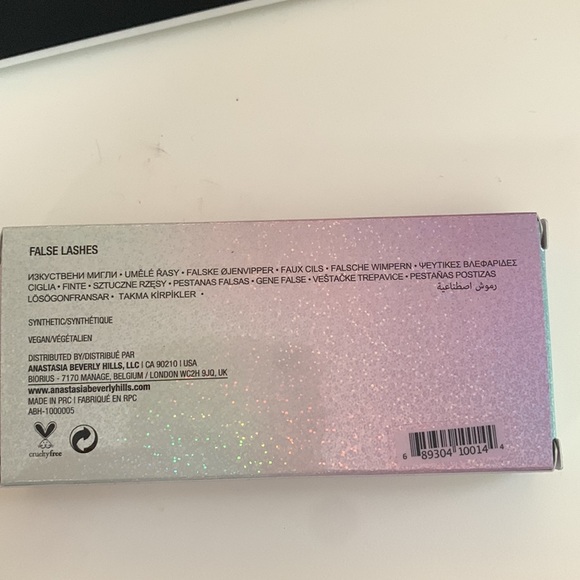 FALSE LASHES
ИЗКУСТВЕНИ МИГЛИ • UMĚLÉ ŘASY • FALSKE ØJENVIPPER • FAUX CILS • FALSCHE WIMPERN • ΨΕΥΤΙΚΕΣ ΒΛΕΦΑΡΙΔΕΣ
CIGLIA • FINTE • SZTUCZNE RZĘSY • PESTANAS FALSAS • GENE FALSE • VEŠTAČKE TREPAVICE • PESTAÑAS POSTIZAS
LÖSÖGONFRANSAR • TAKMA KİRPİKLER • رموش اصطناعية
SYNTHETIC/SYNTHÉTIQUE
VEGAN/VÉGÉTALIEN
DISTRIBUTED BY/DISTRIBUÉ PAR
ANASTASIA BEVERLY HILLS, LLC | CA 90210 | USA
BIORIUS - 7170 MANAGE, BELGIUM / LONDON WC2H 9JQ, UK
www.anastasiabeverlyhills.com
MADE IN PRC | FABRIQUÉ EN RPC
ABH-1000005
crueltyfree
6 89304 10014 4